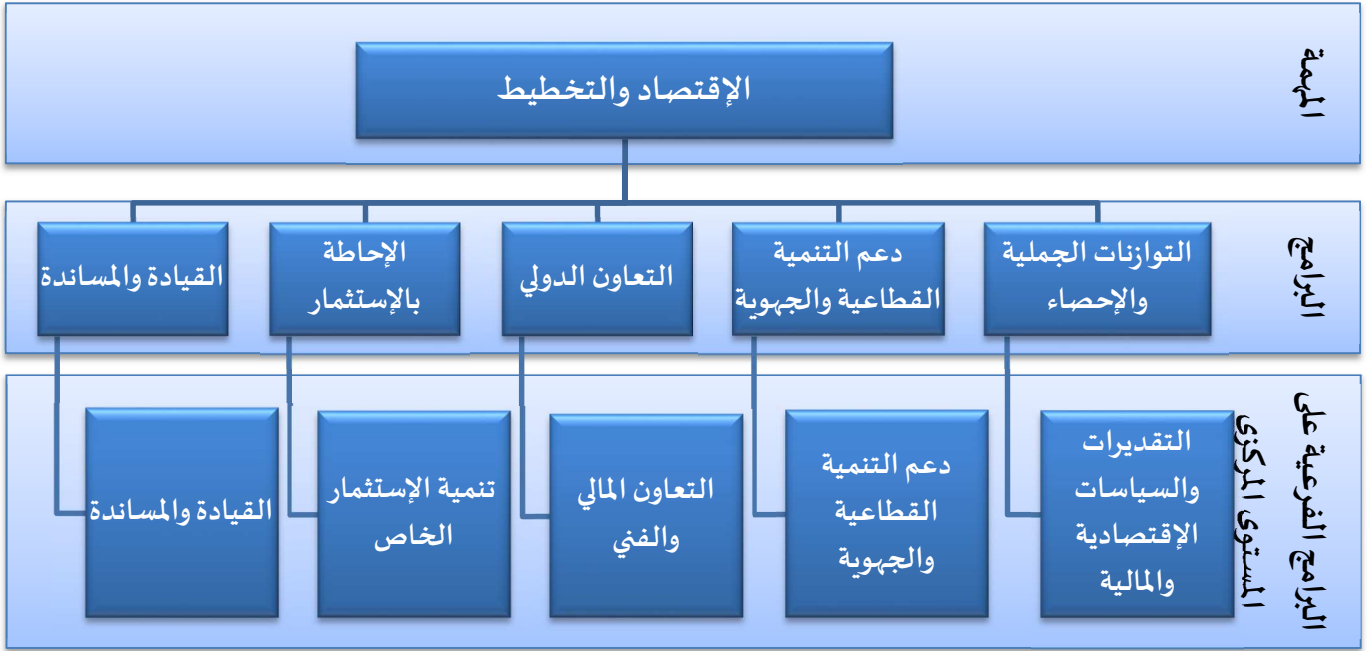 المهمة
الإقتصاد والتخطيط
البرامج
التوازنات الجملية
والإحصاء
دعم التنمية
القطاعية والجهوية
التعاون الدولي
الإحاطة
بالإستثمار
القيادة والمساندة
البرامج الفرعية على
المستوى المركزي
التقديرات
والسياسات
الإقتصادية
والمالية
دعم التنمية
القطاعية
والجهوية
التعاون المالي
والفني
تنمية الإستثمار
الخاص
القيادة والمساندة